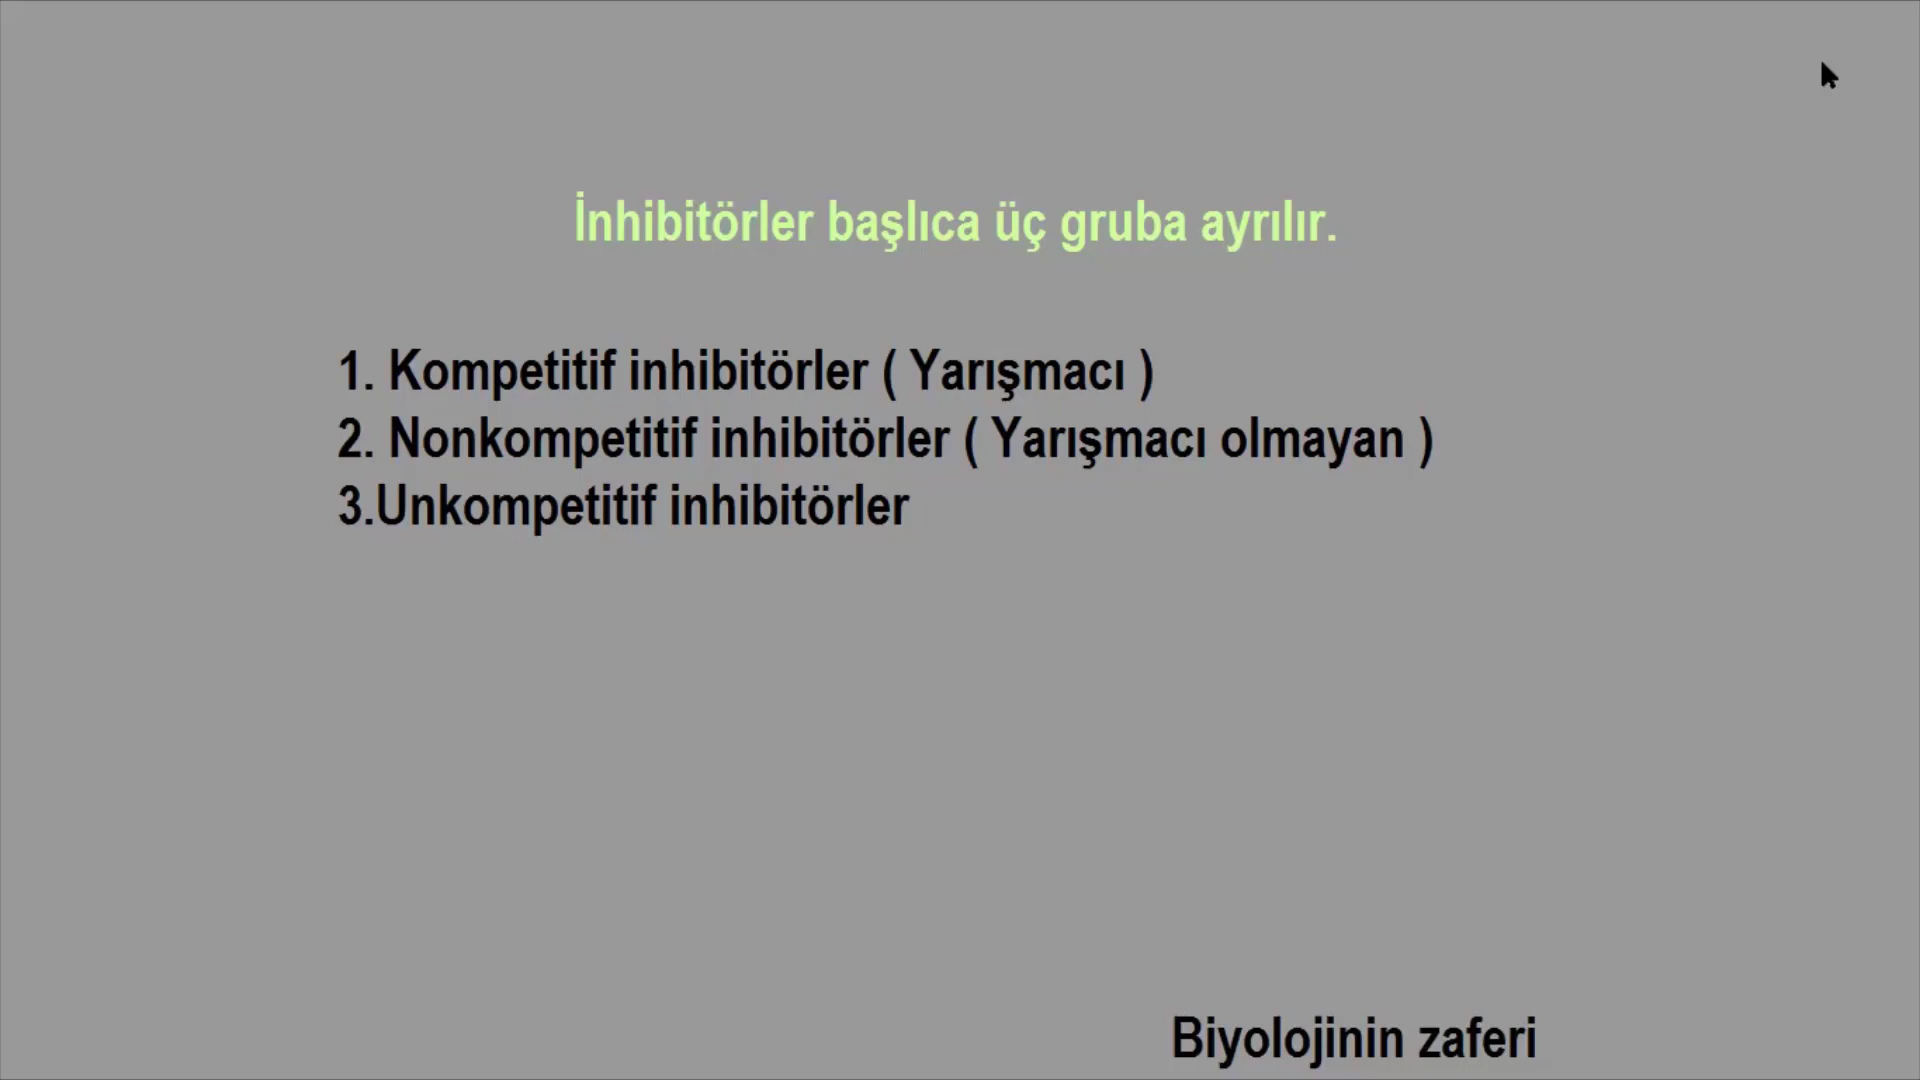 İnhibitörler başlıca üç gruba ayrılır.
1. Kompetitif inhibitörler ( Yarışmacı )
2. Nonkompetitif inhibitörler ( Yarışmacı olmayan )
3.Unkompetitif inhibitörler
Biyolojinin zaferi